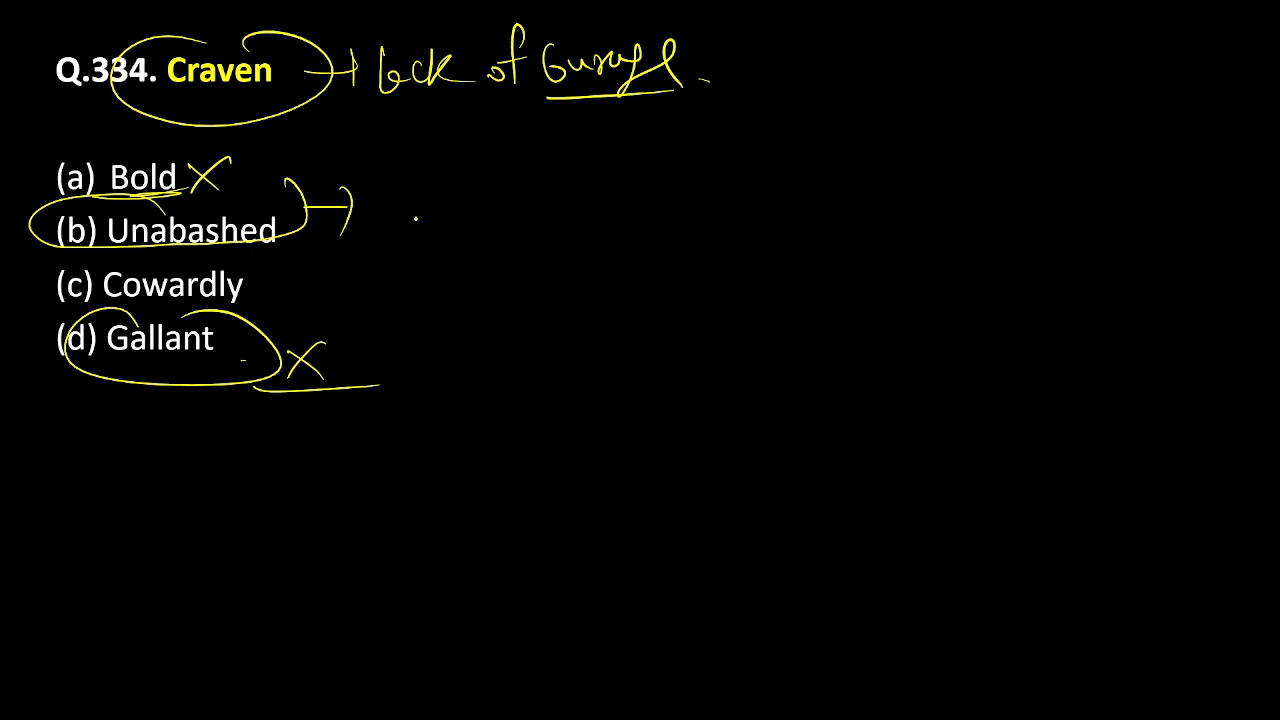 Q.334. Craven → lack of Courage.
(a) Bold X
(b) Unabashed →
(c) Cowardly
(d) Gallant X